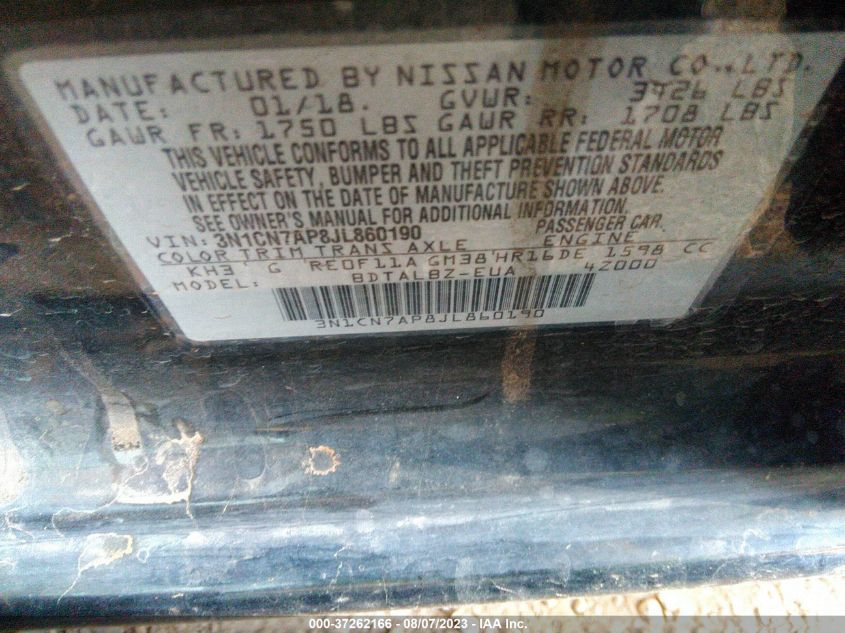 MANUFACTURED BY NISSAN MOTOR CO., LTD.
DATE: 01/18. GVWR: 3426 LBS
GAWR FR: 1750 LBS GAWR RR: 1708 LBS
THIS VEHICLE CONFORMS TO ALL APPLICABLE FEDERAL MOTOR
VEHICLE SAFETY, BUMPER AND THEFT PREVENTION STANDARDS
IN EFFECT ON THE DATE OF MANUFACTURE SHOWN ABOVE.
SEE OWNER'S MANUAL FOR ADDITIONAL INFORMATION
VIN: 3N1CN7AP8JL860190 PASSENGER CAR
COLOR TRIM TRANS AXLE ENGINE
KH3 G RE0F11A GM38 HR16DE 1598 CC
MODEL: BDTALBZ-EUA 42000
3N1CN7AP8JL860190
000-37262166 - 08/07/2023 - IAA Inc.